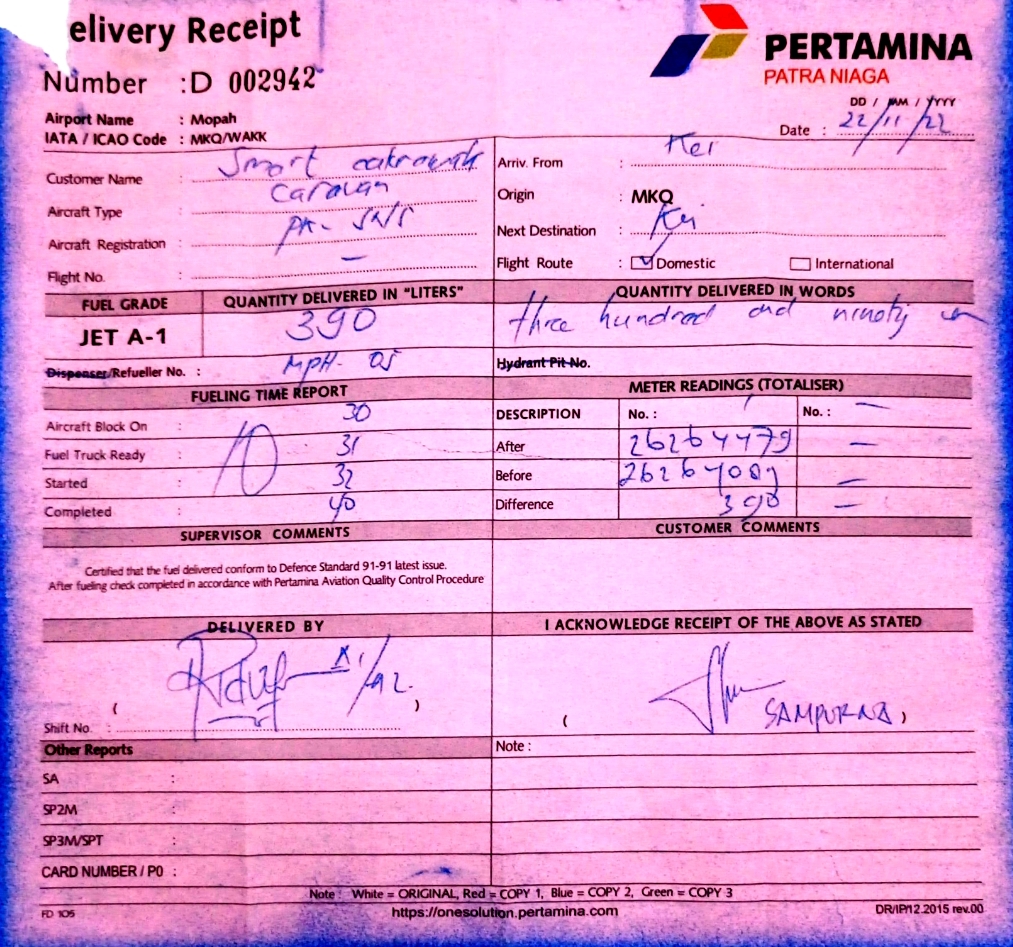 elivery Receipt
Number : D 002942
PERTAMINA
PATRA NIAGA
Airport Name : Mopah
IATA / ICAO Code : MKQ/WAKK
DD / MM / YYYY
Date : 22/11/22
Customer Name : Smart
Aircraft Type : Caravan
Aircraft Registration : PK-
Flight No. : –
Arriv. From : Kei
Origin : MKQ
Next Destination : Kei
Flight Route : ☑ Domestic ☐ International
FUEL GRADE
QUANTITY DELIVERED IN "LITERS"
QUANTITY DELIVERED IN WORDS
JET A-1
390
three hundred and ninety
Dispenser/Refueller No. : MPH- 05
Hydrant Pit No.
FUELING TIME REPORT
Aircraft Block On : 30
Fuel Truck Ready : 10 31
Started : 32
Completed : 40
METER READINGS (TOTALISER)
DESCRIPTION No. : No. : –
After 26264479 –
Before 26264089 –
Difference 390 –
SUPERVISOR COMMENTS
CUSTOMER COMMENTS
Certified that the fuel delivered conform to Defence Standard 91-91 latest issue.
After fueling check completed in accordance with Pertamina Aviation Quality Control Procedure
DELIVERED BY
I ACKNOWLEDGE RECEIPT OF THE ABOVE AS STATED
( )
( SAMPURNA )
Shift No. :
Other Reports
Note :
SA :
SP2M :
SP3M/SPT :
CARD NUMBER / PO :
Note : White = ORIGINAL, Red = COPY 1, Blue = COPY 2, Green = COPY 3
FD 105
https://onesolution.pertamina.com
DR/IP/12.2015 rev.00